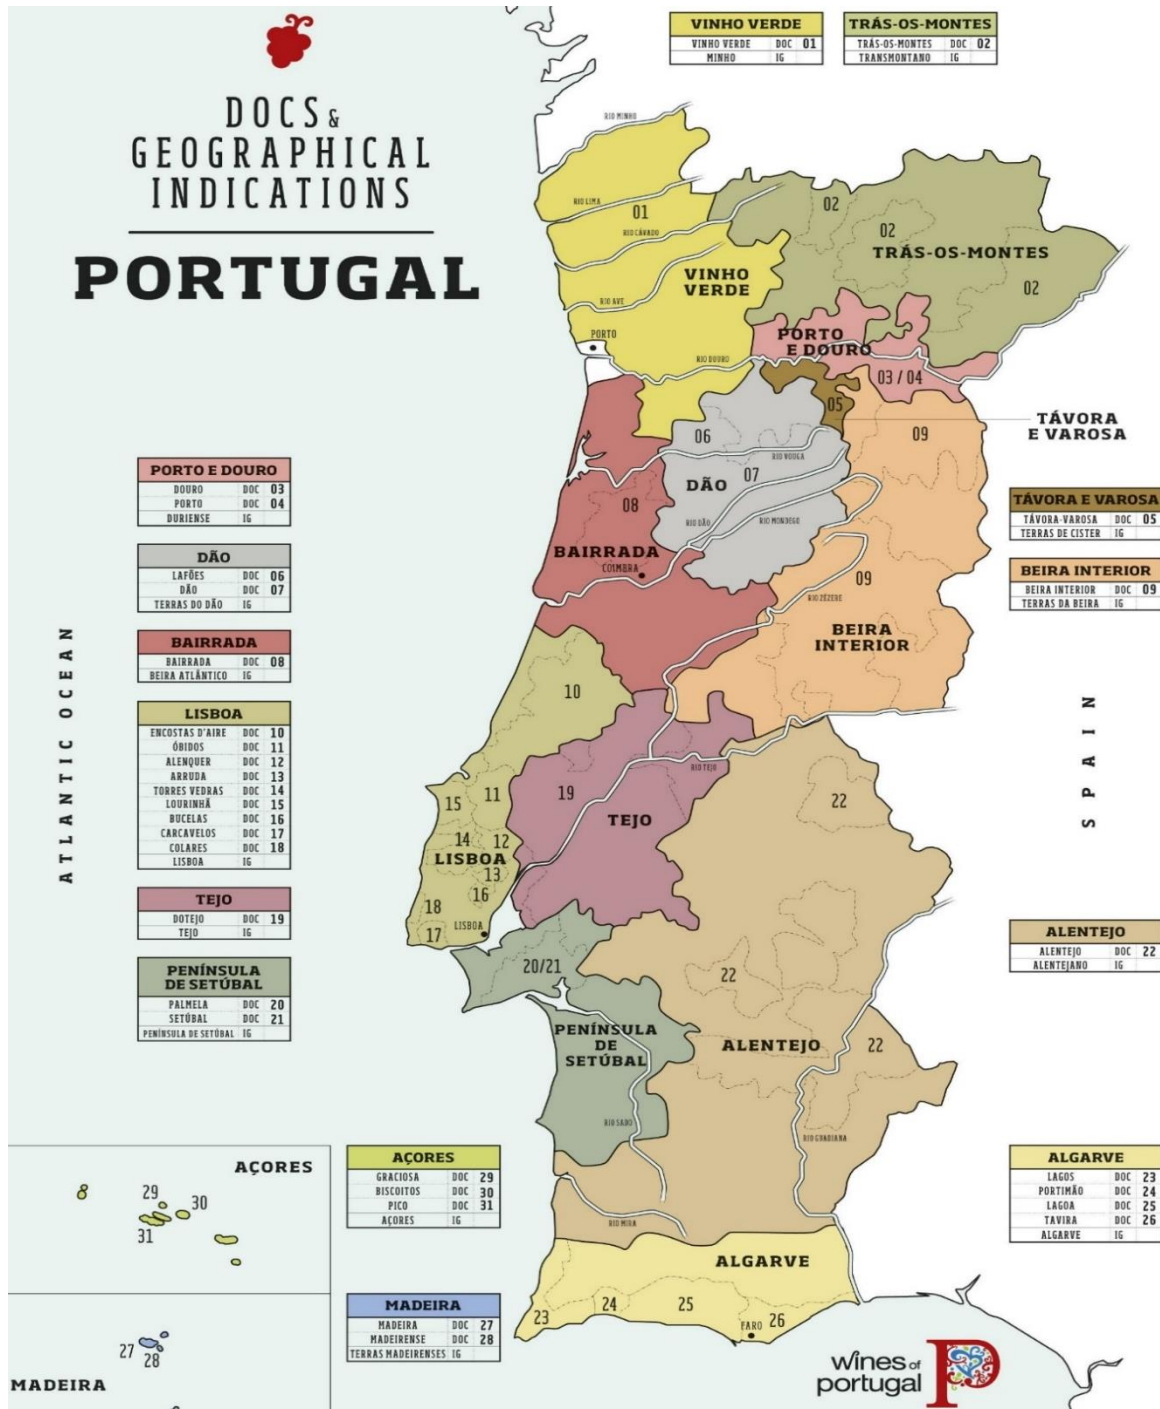 DOCS &
GEOGRAPHICAL
INDICATIONS
PORTUGAL
VINHO VERDE
VINHO VERDE DOC 01
MINHO IG
TRÁS-OS-MONTES
TRÁS-OS-MONTES DOC 02
TRANSMONTANO IG
RIO MINHO
RIO LIMA
01
RIO CÁVADO
VINHO
VERDE
RIO AVE
PORTO
RIO DOURO
02
02
TRÁS-OS-MONTES
02
PORTO
E DOURO
03 / 04
05
TÁVORA
E VAROSA
09
06
RIO VOUGA
07
DÃO
RIO DÃO
RIO MONDEGO
08
BAIRRADA
COIMBRA
09
RIO ZÊZERE
BEIRA
INTERIOR
10
RIO TEJO
19
TEJO
15
11
14
12
LISBOA
13
16
18
17
LISBOA
22
20/21
22
PENÍNSULA
DE
SETÚBAL
ALENTEJO
22
RIO SADO
RIO GUADIANA
RIO MIRA
ALGARVE
23
24
25
26
FARO
ATLANTIC OCEAN
SPAIN
PORTO E DOURO
DOURO DOC 03
PORTO DOC 04
DURIENSE IG
DÃO
LAFÕES DOC 06
DÃO DOC 07
TERRAS DO DÃO IG
BAIRRADA
BAIRRADA DOC 08
BEIRA ATLÂNTICO IG
LISBOA
ENCOSTAS D'AIRE DOC 10
ÓBIDOS DOC 11
ALENQUER DOC 12
ARRUDA DOC 13
TORRES VEDRAS DOC 14
LOURINHÃ DOC 15
BUCELAS DOC 16
CARCAVELOS DOC 17
COLARES DOC 18
LISBOA IG
TEJO
DOTEJO DOC 19
TEJO IG
PENÍNSULA
DE SETÚBAL
PALMELA DOC 20
SETÚBAL DOC 21
PENÍNSULA DE SETÚBAL IG
TÁVORA E VAROSA
TÁVORA-VAROSA DOC 05
TERRAS DE CISTER IG
BEIRA INTERIOR
BEIRA INTERIOR DOC 09
TERRAS DA BEIRA IG
ALENTEJO
ALENTEJO DOC 22
ALENTEJANO IG
AÇORES
29
30
31
AÇORES
GRACIOSA DOC 29
BISCOITOS DOC 30
PICO DOC 31
AÇORES IG
ALGARVE
LAGOS DOC 23
PORTIMÃO DOC 24
LAGOA DOC 25
TAVIRA DOC 26
ALGARVE IG
27
28
MADEIRA
MADEIRA
MADEIRA DOC 27
MADEIRENSE DOC 28
TERRAS MADEIRENSES IG
wines of
portugal
P